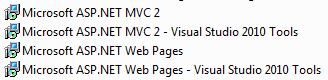 Microsoft ASP.NET MVC 2
Microsoft ASP.NET MVC 2 - Visual Studio 2010 Tools
Microsoft ASP.NET Web Pages
Microsoft ASP.NET Web Pages - Visual Studio 2010 Tools